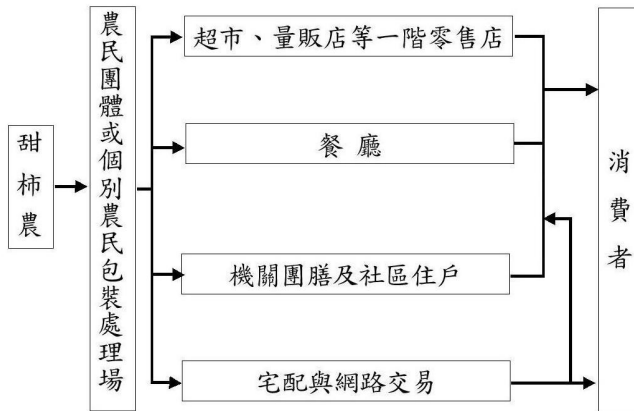 甜柿農
農民團體或個別農民包裝處理場
超市、量販店等一階零售店
餐廳
機關團膳及社區住戶
宅配與網路交易
消費者